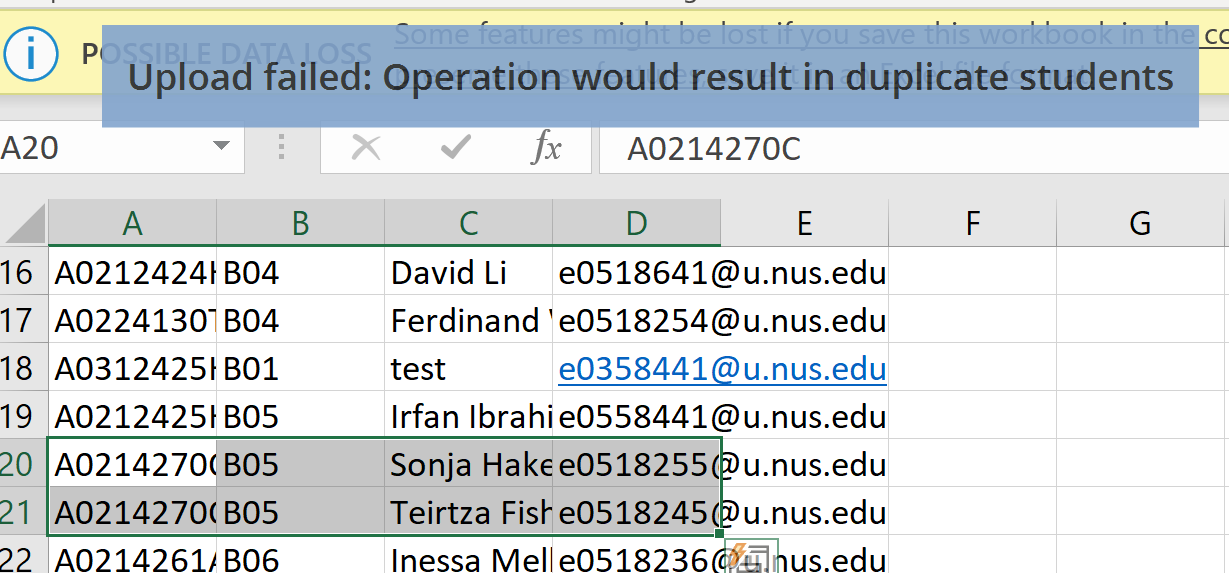 POSSIBLE DATA LOSS Some features might be lost if you save this workbook in the co
Upload failed: Operation would result in duplicate students
A20 fx A0214270C
A B C D E F G
16 A0212424H B04 David Li e0518641@u.nus.edu
17 A0224130T B04 Ferdinand e0518254@u.nus.edu
18 A0312425H B01 test e0358441@u.nus.edu
19 A0212425H B05 Irfan Ibrahi e0558441@u.nus.edu
20 A0214270C B05 Sonja Hake e0518255@u.nus.edu
21 A0214270C B05 Teirtza Fish e0518245@u.nus.edu
22 A0214261A B06 Inessa Mell e0518236@u.nus.edu